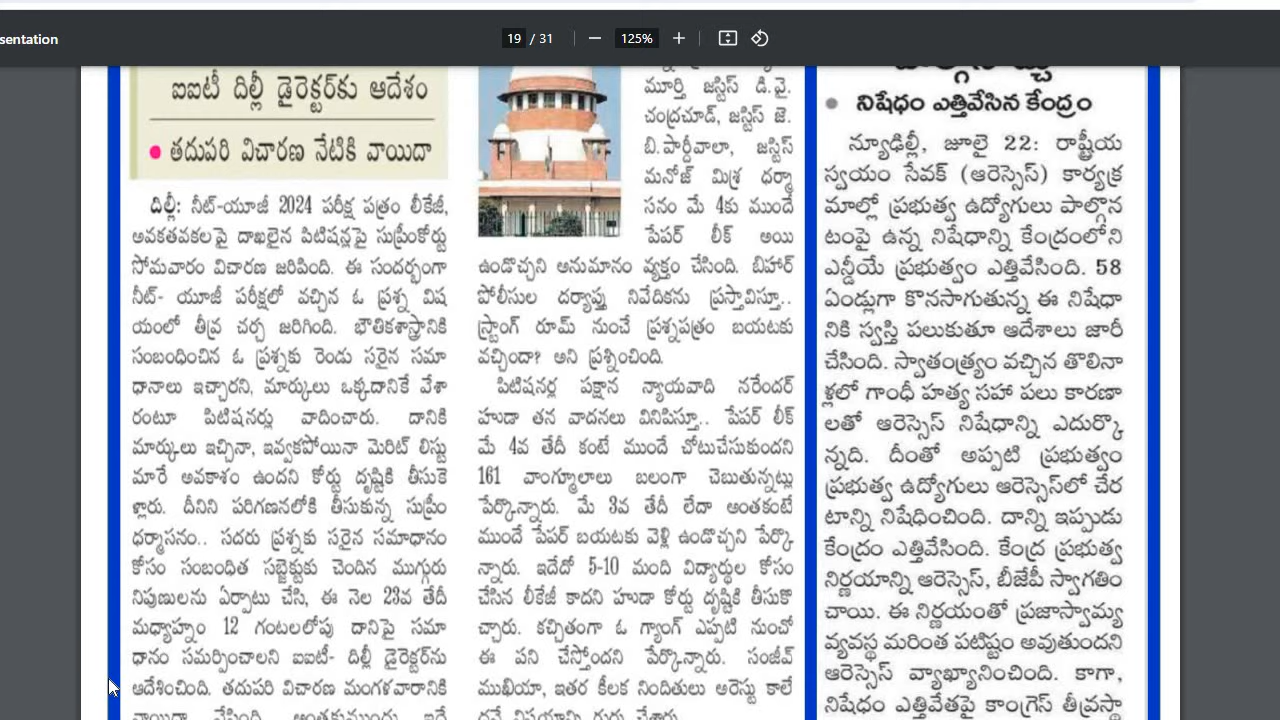 sentation
19 / 31
125%
ఐఐటీ దిల్లీ డైరెక్టర్‌కు ఆదేశం
తదుపరి విచారణ నేటికి వాయిదా
దిల్లీ: నీట్-యూజీ 2024 పరీక్ష పత్రం లీకేజీ,
అవకతవకలపై దాఖలైన పిటిషన్లపై సుప్రీంకోర్టు
సోమవారం విచారణ జరిపింది. ఈ సందర్భంగా
నీట్- యూజీ పరీక్షలో వచ్చిన ఓ ప్రశ్న విష
యంలో తీవ్ర చర్చ జరిగింది. భౌతికశాస్త్రానికి
సంబంధించిన ఓ ప్రశ్నకు రెండు సరైన సమా
ధానాలు ఇచ్చారని, మార్కులు ఒక్కదానికే వేశా
రంటూ పిటిషనర్లు వాదించారు. దానికి
మార్కులు ఇచ్చినా, ఇవ్వకపోయినా మెరిట్ లిస్టు
మారే అవకాశం ఉందని కోర్టు దృష్టికి తీసుకె
ళ్లారు. దీనిని పరిగణనలోకి తీసుకున్న సుప్రీం
ధర్మాసనం.. సదరు ప్రశ్నకు సరైన సమాధానం
కోసం సంబంధిత సబ్జెక్టుకు చెందిన ముగ్గురు
నిపుణులను ఏర్పాటు చేసి, ఈ నెల 23వ తేదీ
మధ్యాహ్నం 12 గంటలలోపు దానిపై సమా
ధానం సమర్పించాలని ఐఐటీ- దిల్లీ డైరెక్టర్‌ను
ఆదేశించింది. తదుపరి విచారణ మంగళవారానికి
మూర్తి జస్టిస్ డి.వై.
చంద్రచూడ్, జస్టిస్ జె.
బి.పార్దీవాలా, జస్టిస్
మనోజ్ మిశ్ర ధర్మా
సనం మే 4కు ముందే
పేపర్ లీక్ అయి
ఉండొచ్చని అనుమానం వ్యక్తం చేసింది. బిహార్
పోలీసుల దర్యాప్తు నివేదికను ప్రస్తావిస్తూ..
స్ట్రాంగ్ రూమ్ నుంచే ప్రశ్నపత్రం బయటకు
వచ్చిందా? అని ప్రశ్నించింది.
పిటిషనర్ల పక్షాన న్యాయవాది నరేందర్
హుడా తన వాదనలు వినిపిస్తూ.. పేపర్ లీక్
మే 4వ తేదీ కంటే ముందే చోటుచేసుకుందని
161 వాంగ్మూలాలు బలంగా చెబుతున్నట్లు
పేర్కొన్నారు. మే 3వ తేదీ లేదా అంతకంటే
ముందే పేపర్ బయటకు వెళ్లి ఉండొచ్చని పేర్కొ
న్నారు. ఇదేదో 5-10 మంది విద్యార్థుల కోసం
చేసిన లీకేజీ కాదని హుడా కోర్టు దృష్టికి తీసుకొ
చ్చారు. కచ్చితంగా ఓ గ్యాంగ్ ఎప్పటి నుంచో
ఈ పని చేస్తోందని పేర్కొన్నారు. సంజీవ్
ముఖియా, ఇతర కీలక నిందితులు అరెస్టు కాలే
నిషేధం ఎత్తివేసిన కేంద్రం
న్యూఢిల్లీ, జూలై 22: రాష్ట్రీయ
స్వయం సేవక్ (ఆరెస్సెస్) కార్యక్ర
మాల్లో ప్రభుత్వ ఉద్యోగులు పాల్గొన
టంపై ఉన్న నిషేధాన్ని కేంద్రంలోని
ఎన్డీయే ప్రభుత్వం ఎత్తివేసింది. 58
ఏండ్లుగా కొనసాగుతున్న ఈ నిషేధా
నికి స్వస్తి పలుకుతూ ఆదేశాలు జారీ
చేసింది. స్వాతంత్ర్యం వచ్చిన తొలినా
ళ్లలో గాంధీ హత్య సహా పలు కారణా
లతో ఆరెస్సెస్ నిషేధాన్ని ఎదుర్కొ
న్నది. దీంతో అప్పటి ప్రభుత్వం
ప్రభుత్వ ఉద్యోగులు ఆరెస్సెస్‌లో చేర
టాన్ని నిషేధించింది. దాన్ని ఇప్పుడు
కేంద్రం ఎత్తివేసింది. కేంద్ర ప్రభుత్వ
నిర్ణయాన్ని ఆరెస్సెస్, బీజేపీ స్వాగతిం
చాయి. ఈ నిర్ణయంతో ప్రజాస్వామ్య
వ్యవస్థ మరింత పటిష్టం అవుతుందని
ఆరెస్సెస్ వ్యాఖ్యానించింది. కాగా,
నిషేధం ఎత్తివేతపై కాంగ్రెస్ తీవ్రస్థా